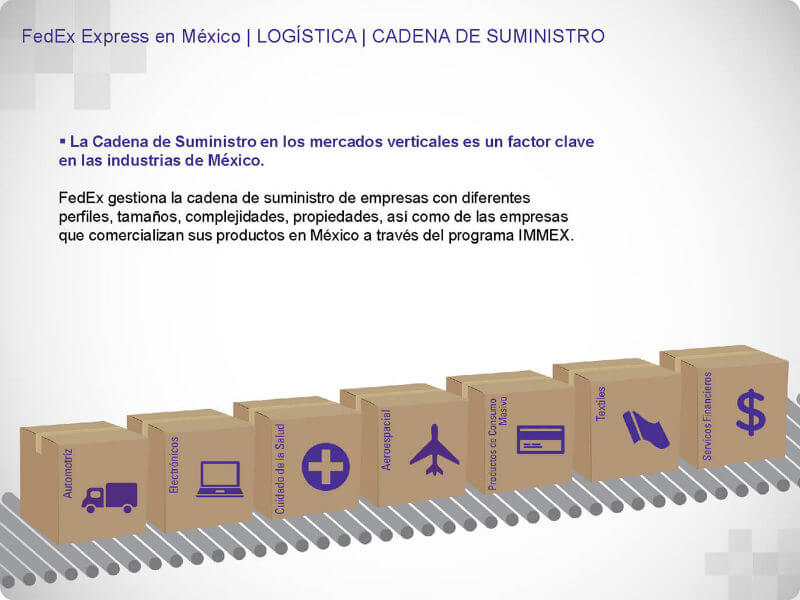 FedEx Express en México | LOGÍSTICA | CADENA DE SUMINISTRO
▪ La Cadena de Suministro en los mercados verticales es un factor clave
en las industrias de México.
FedEx gestiona la cadena de suministro de empresas con diferentes
perfiles, tamaños, complejidades, propiedades, así como de las empresas
que comercializan sus productos en México a través del programa IMMEX.
Automotriz
Electrónicos
Cuidado de la Salud
Aeroespacial
Productos de Consumo
Masivo
Textiles
Servicos Financieros
$